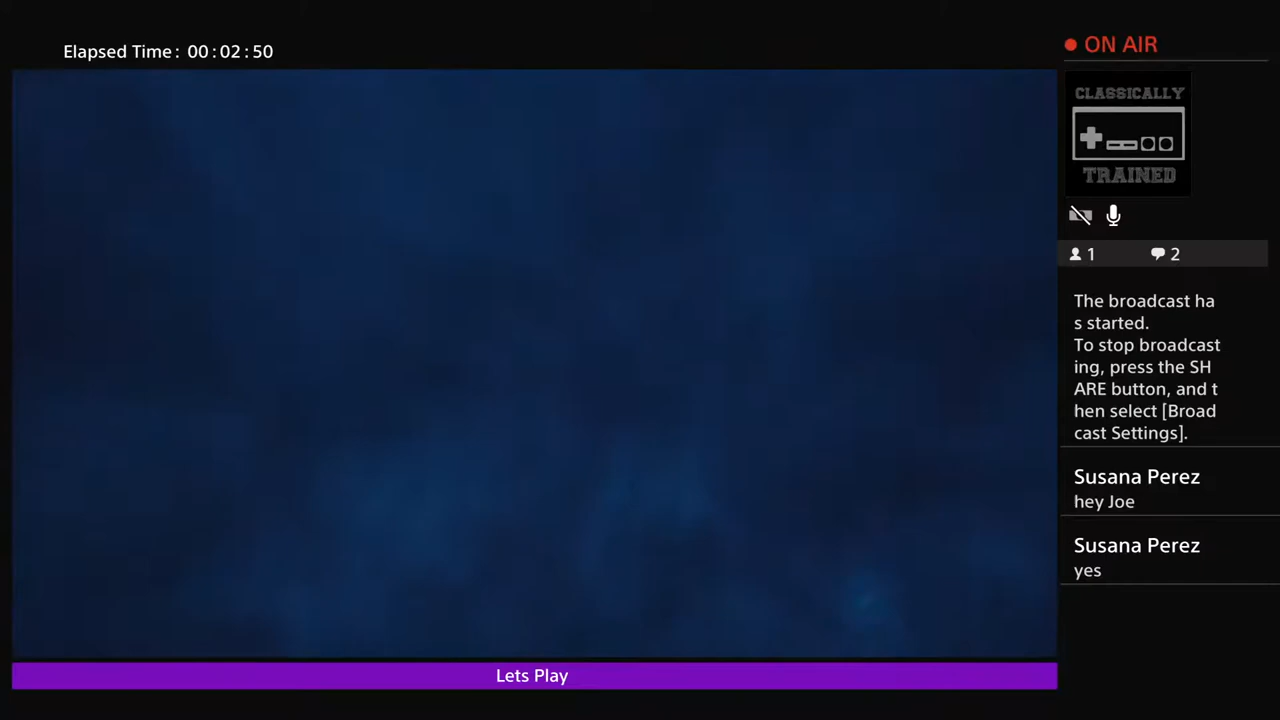 Elapsed Time: 00:02:50
ON AIR
CLASSICALLY
TRAINED
1 2
The broadcast ha
s started.
To stop broadcast
ing, press the SH
ARE button, and t
hen select [Broad
cast Settings].
Susana Perez
hey Joe
Susana Perez
yes
Lets Play